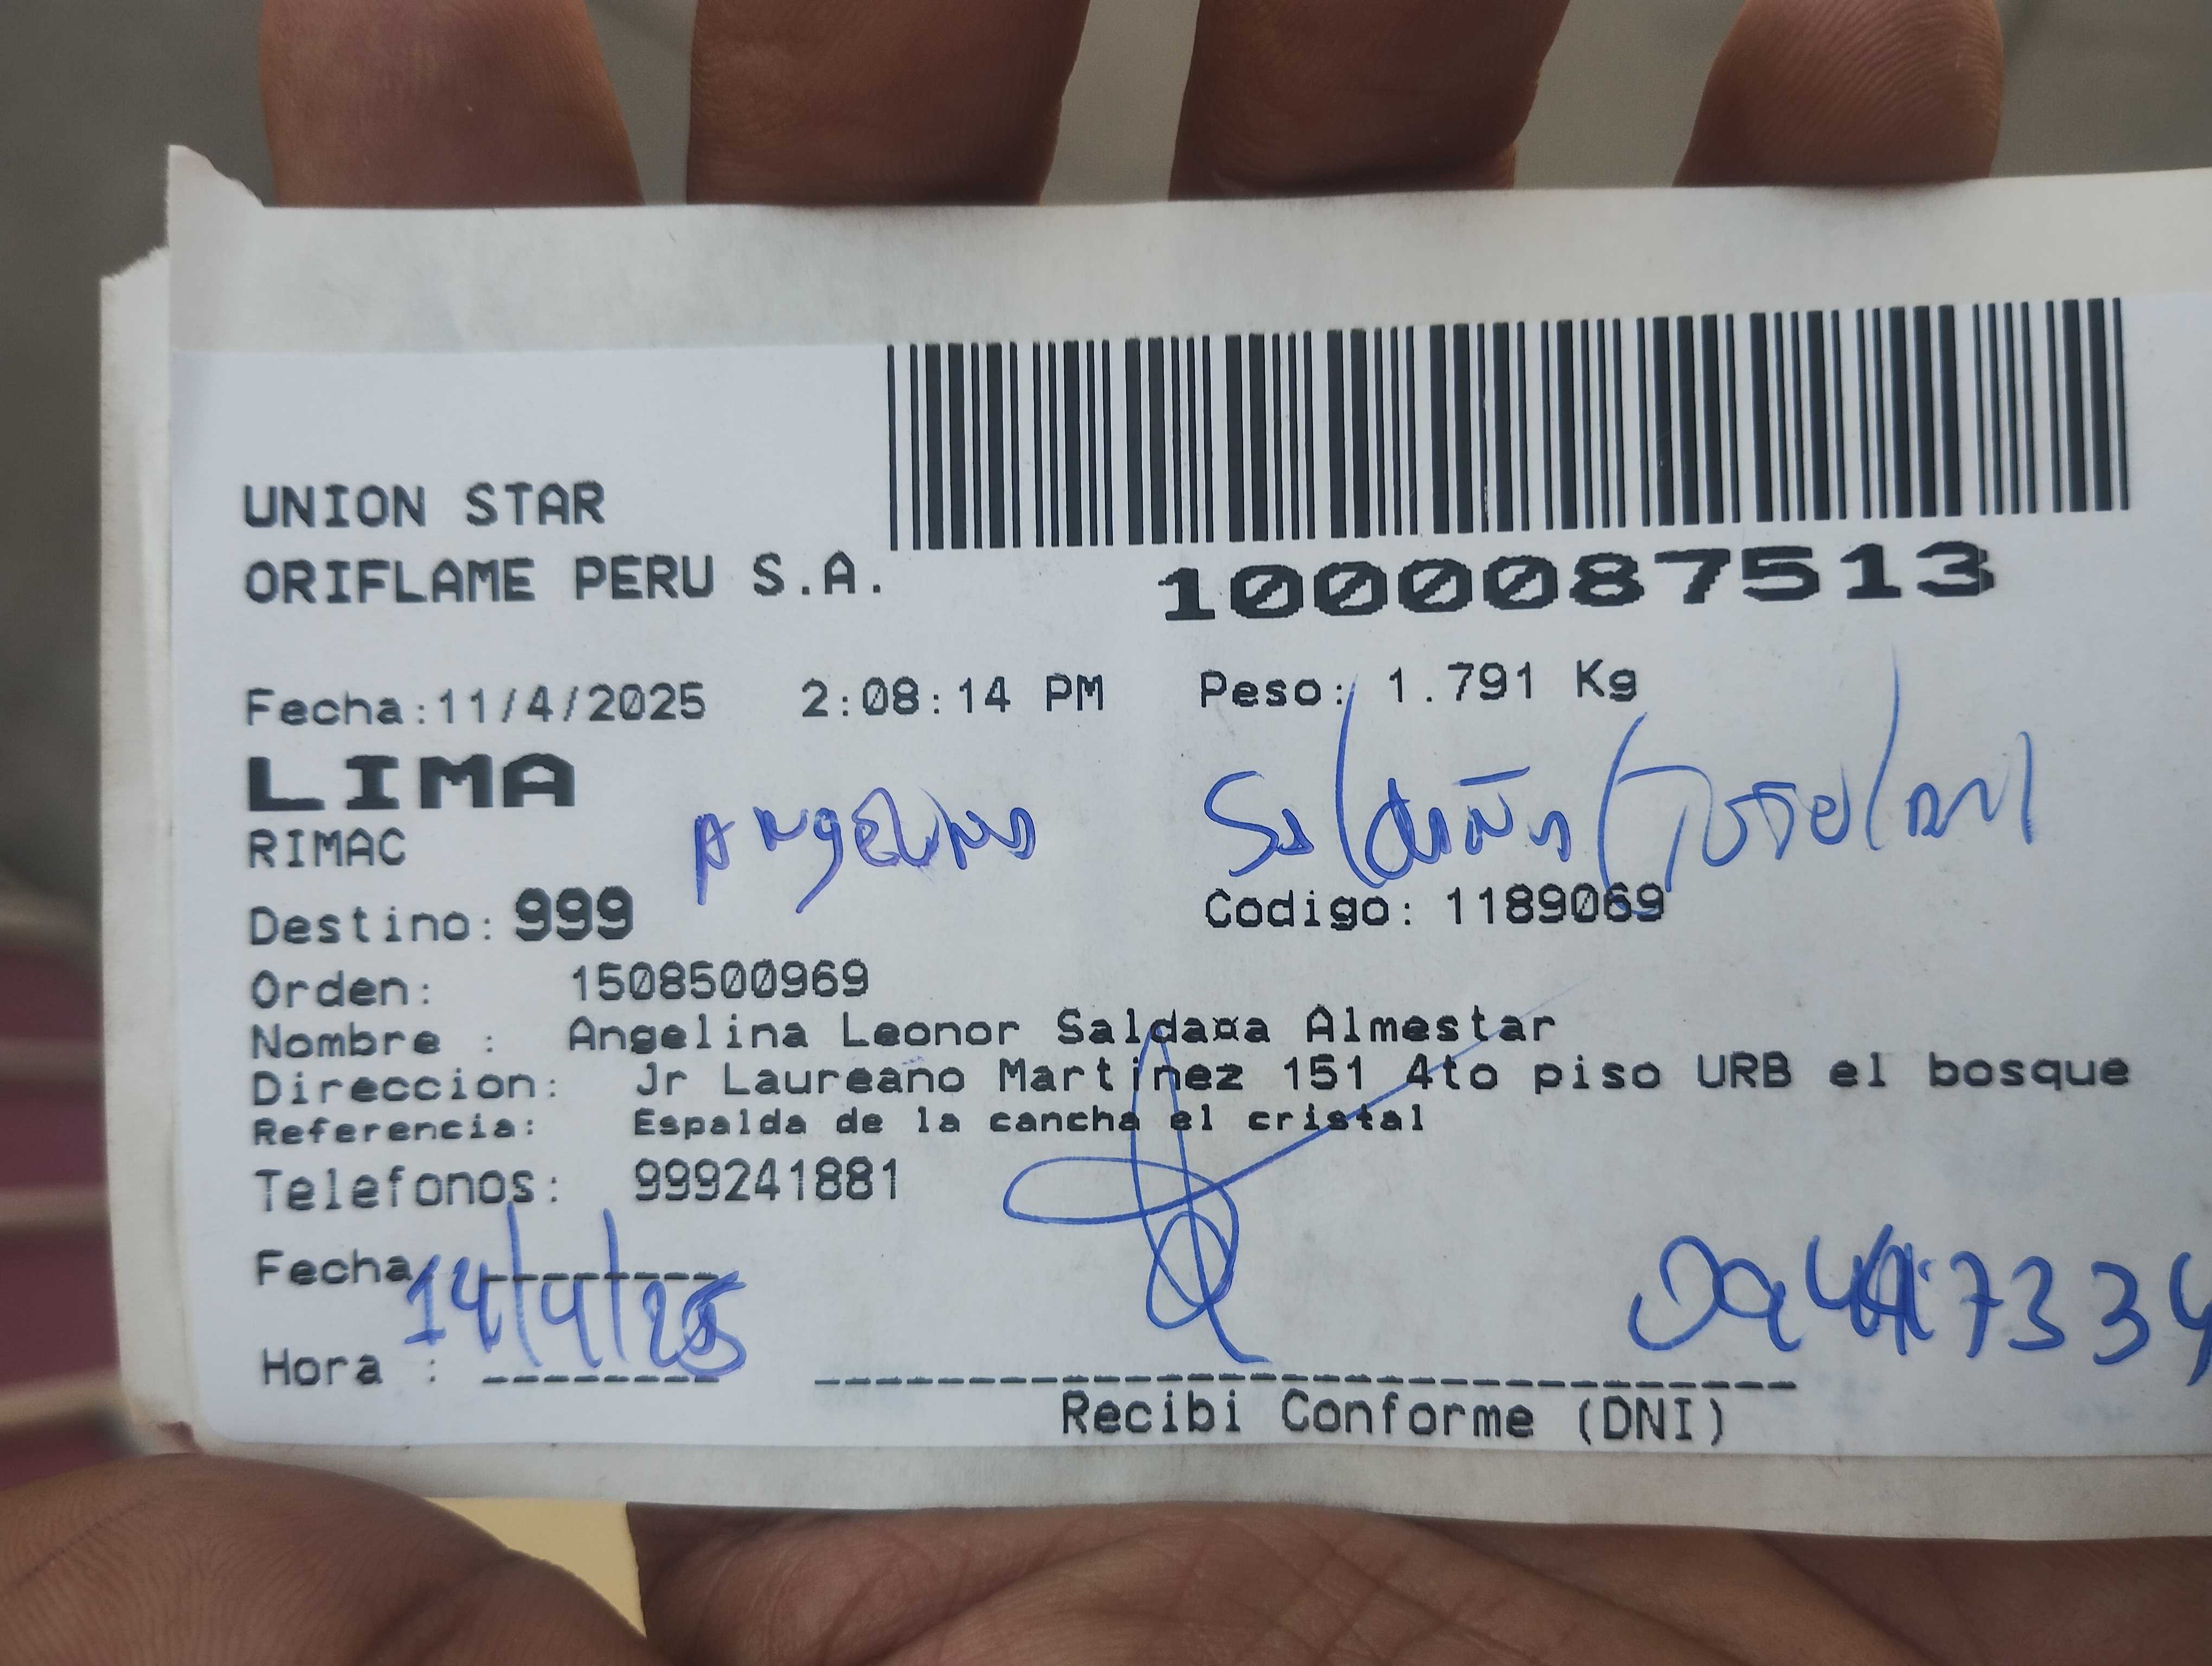 UNION STAR
ORIFLAME PERU S.A.
1000087513
Fecha:11/4/2025 2:08:14 PM Peso: 1.791 Kg
LIMA
Angelina Saldaña (Titular)
RIMAC
Destino: 999 Codigo: 1189069
Orden: 1508500969
Nombre : Angelina Leonor Salda¤a Almestar
Direccion: Jr Laureano Martinez 151 4to piso URB el bosque
Referencia: Espalda de la cancha el cristal
Telefonos: 999241881
Fecha 14/4/25
Hora :
Recibi Conforme (DNI)